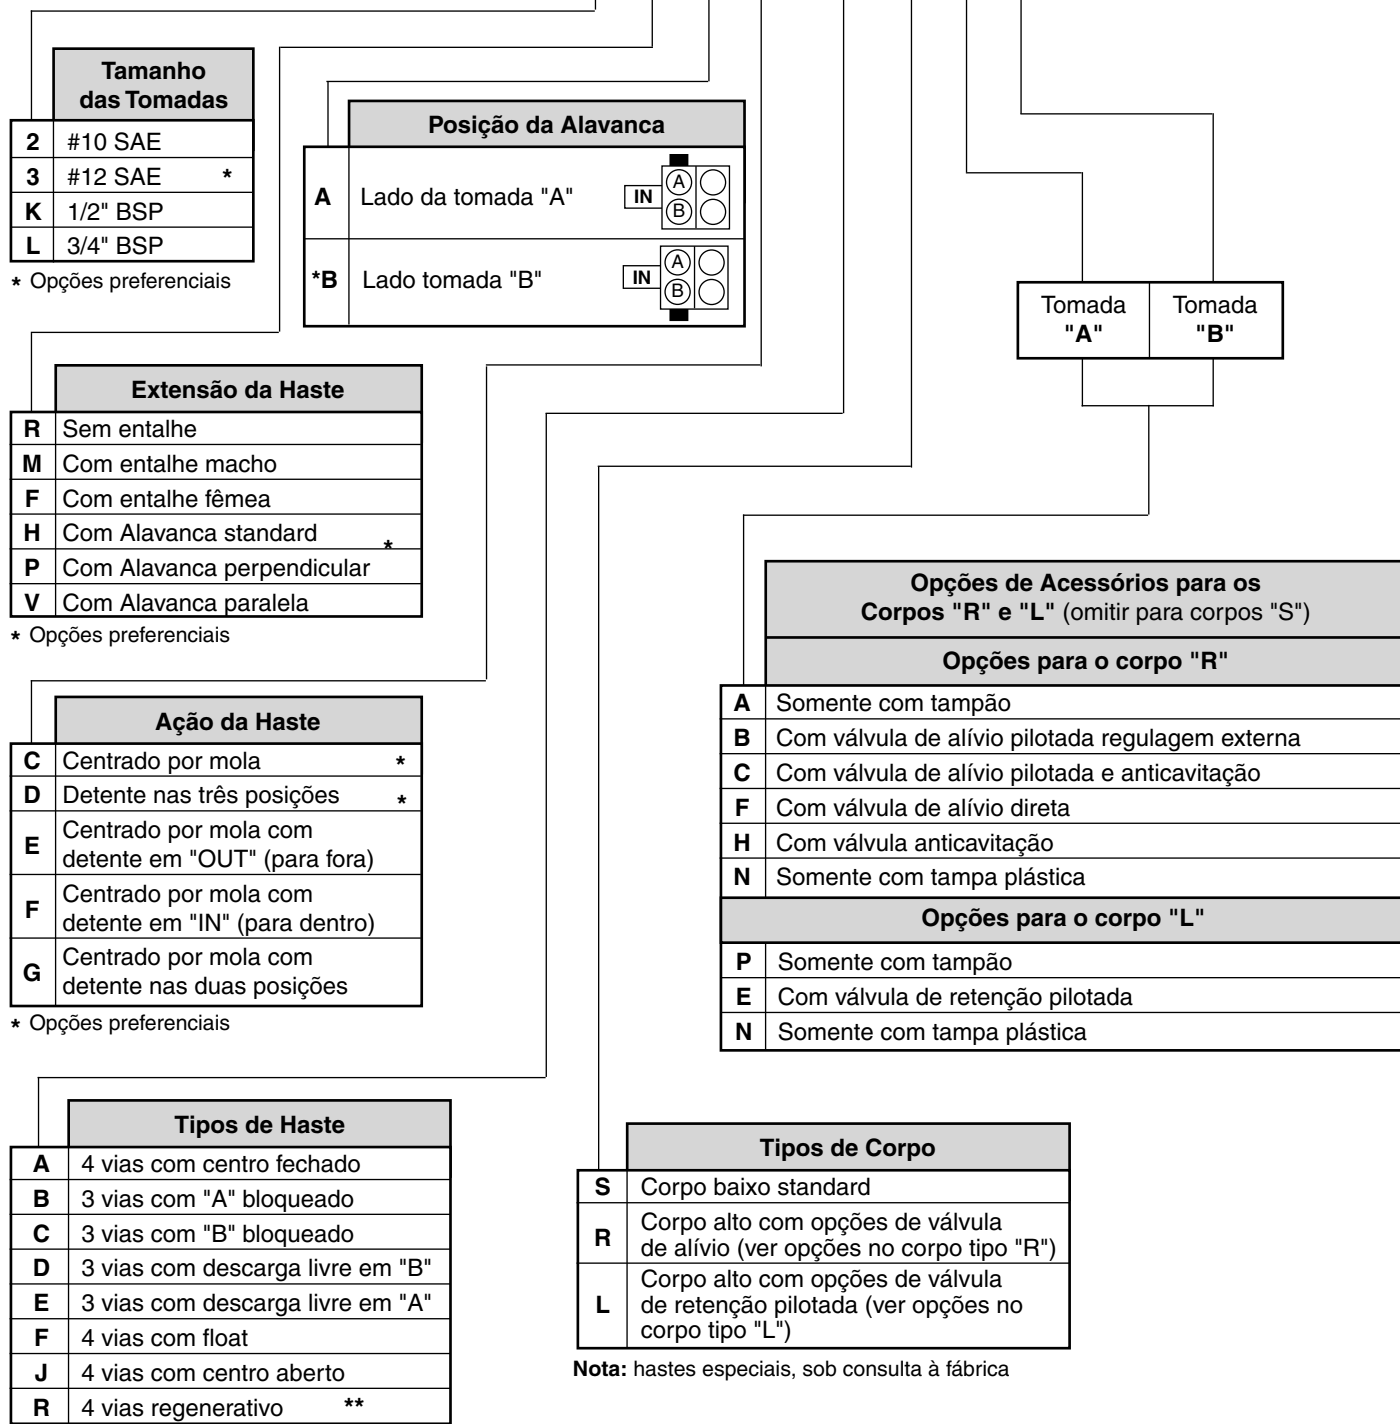 Tamanho
das Tomadas
2 #10 SAE
3 #12 SAE *
K 1/2" BSP
L 3/4" BSP
* Opções preferenciais
Posição da Alavanca
A Lado da tomada "A" IN A B
*B Lado tomada "B" IN A B
Tomada "A"
Tomada "B"
Extensão da Haste
R Sem entalhe
M Com entalhe macho
F Com entalhe fêmea
H Com Alavanca standard *
P Com Alavanca perpendicular
V Com Alavanca paralela
* Opções preferenciais
Ação da Haste
C Centrado por mola *
D Detente nas três posições *
E Centrado por mola com
detente em "OUT" (para fora)
F Centrado por mola com
detente em "IN" (para dentro)
G Centrado por mola com
detente nas duas posições
* Opções preferenciais
Opções de Acessórios para os
Corpos "R" e "L" (omitir para corpos "S")
Opções para o corpo "R"
A Somente com tampão
B Com válvula de alívio pilotada regulagem externa
C Com válvula de alívio pilotada e anticavitação
F Com válvula de alívio direta
H Com válvula anticavitação
N Somente com tampa plástica
Opções para o corpo "L"
P Somente com tampão
E Com válvula de retenção pilotada
N Somente com tampa plástica
Tipos de Haste
A 4 vias com centro fechado
B 3 vias com "A" bloqueado
C 3 vias com "B" bloqueado
D 3 vias com descarga livre em "B"
E 3 vias com descarga livre em "A"
F 4 vias com float
J 4 vias com centro aberto
R 4 vias regenerativo **
Tipos de Corpo
S Corpo baixo standard
R Corpo alto com opções de válvula
de alívio (ver opções no corpo tipo "R")
L Corpo alto com opções de válvula
de retenção pilotada (ver opções no
corpo tipo "L")
Nota: hastes especiais, sob consulta à fábrica